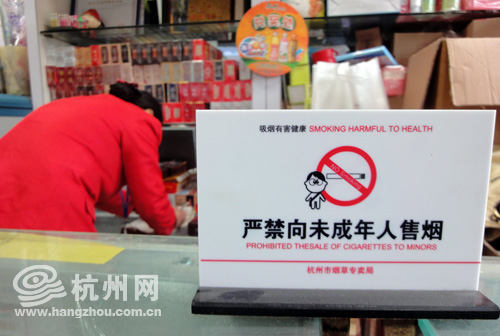 吸烟有害健康 SMOKING HARMFUL TO HEALTH
NO SMOKING
严禁向未成年人售烟
PROHIBITED THESALE OF CIGARETTES TO MINORS
杭州市烟草专卖局
杭州网
www.hangzhou.com.cn